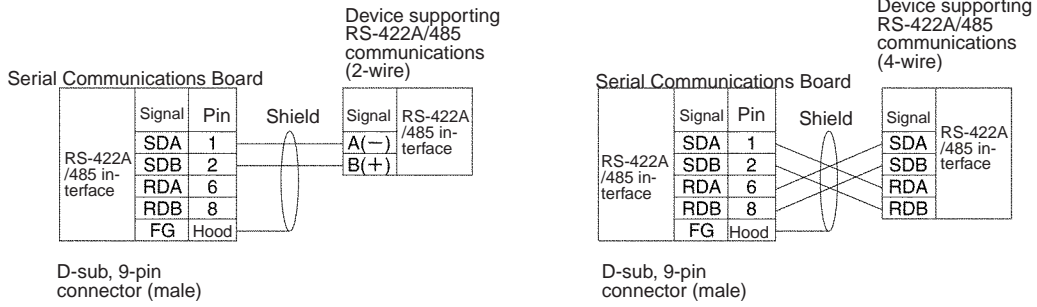 Device supporting
RS-422A/485
communications
(2-wire)
Serial Communications Board
Signal Pin
Shield
Signal
RS-422A
/485 in-
terface
RS-422A
/485 in-
terface
SDA 1
SDB 2
RDA 6
RDB 8
FG Hood
A(−)
B(+)
D-sub, 9-pin
connector (male)
Device supporting
RS-422A/485
communications
(4-wire)
Serial Communications Board
Signal Pin
Shield
Signal
RS-422A
/485 in-
terface
RS-422A
/485 in-
terface
SDA 1
SDB 2
RDA 6
RDB 8
FG Hood
SDA
SDB
RDA
RDB
D-sub, 9-pin
connector (male)